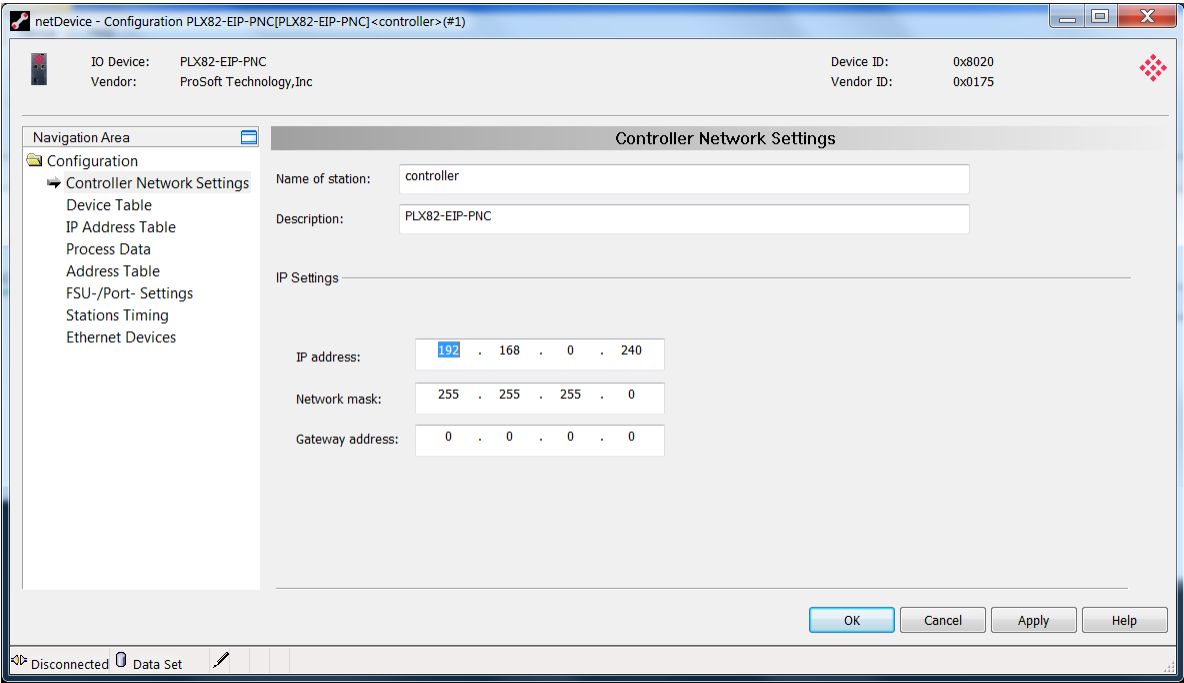 netDevice - Configuration PLX82-EIP-PNC[PLX82-EIP-PNC]<controller>(#1)
IO Device: PLX82-EIP-PNC Device ID: 0x8020
Vendor: ProSoft Technology,Inc Vendor ID: 0x0175
Navigation Area
Configuration
Controller Network Settings
Device Table
IP Address Table
Process Data
Address Table
FSU-/Port- Settings
Stations Timing
Ethernet Devices
Controller Network Settings
Name of station: controller
Description: PLX82-EIP-PNC
IP Settings
IP address: 192 . 168 . 0 . 240
Network mask: 255 . 255 . 255 . 0
Gateway address: 0 . 0 . 0 . 0
OK Cancel Apply Help
Disconnected Data Set